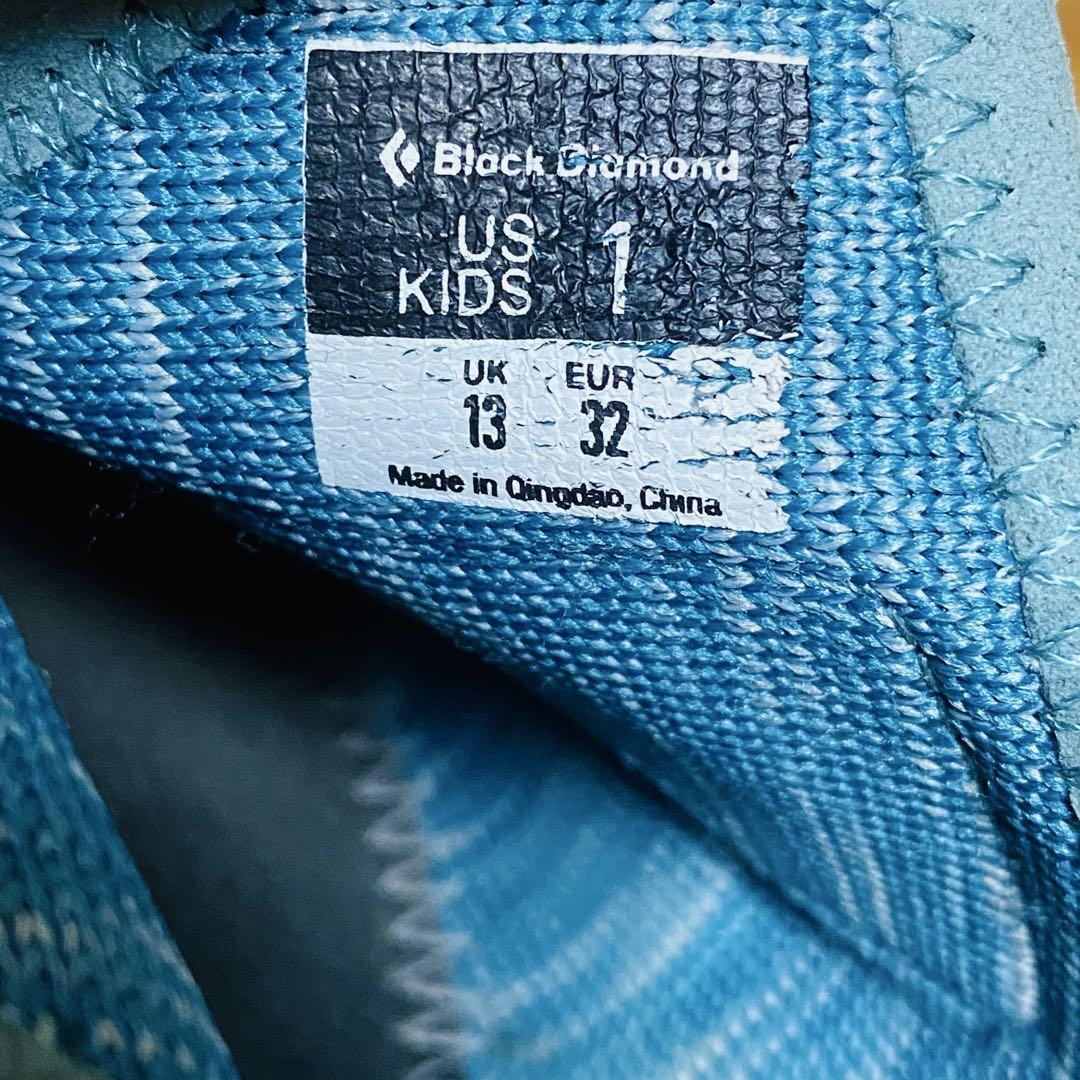 Black Diamond
US
KIDS 1
UK EUR
13 32
Made in Qingdao, China